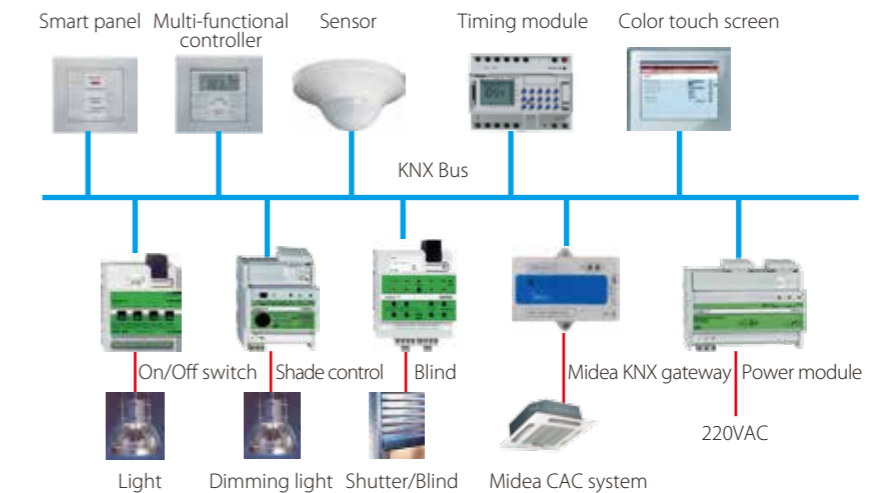 Smart panel
Multi-functional
controller
Sensor
Timing module
Color touch screen
KNX Bus
On/Off switch
Shade control
Blind
Midea KNX gateway
Power module
220VAC
Light
Dimming light
Shutter/Blind
Midea CAC system